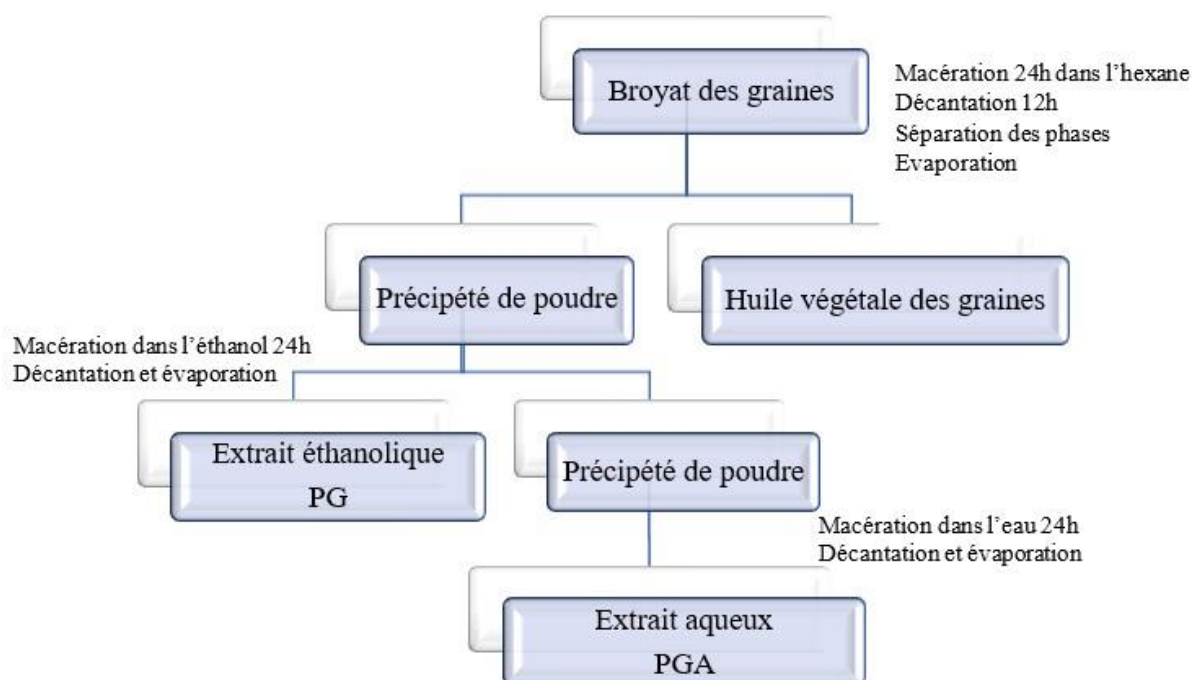 Broyat des graines
Macération 24h dans l’hexane
Décantation 12h
Séparation des phases
Evaporation
Précipété de poudre
Huile végétale des graines
Macération dans l’éthanol 24h
Décantation et évaporation
Extrait éthanolique
PG
Précipété de poudre
Macération dans l’eau 24h
Décantation et évaporation
Extrait aqueux
PGA